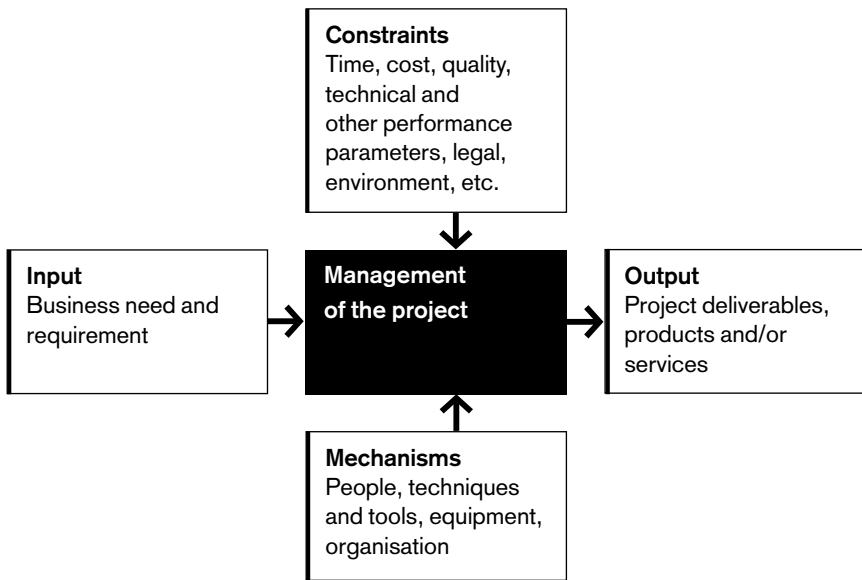 Constraints
Time, cost, quality,
technical and
other performance
parameters, legal,
environment, etc.
Input
Business need and
requirement
Management
of the project
Output
Project deliverables,
products and/or
services
Mechanisms
People, techniques
and tools, equipment,
organisation